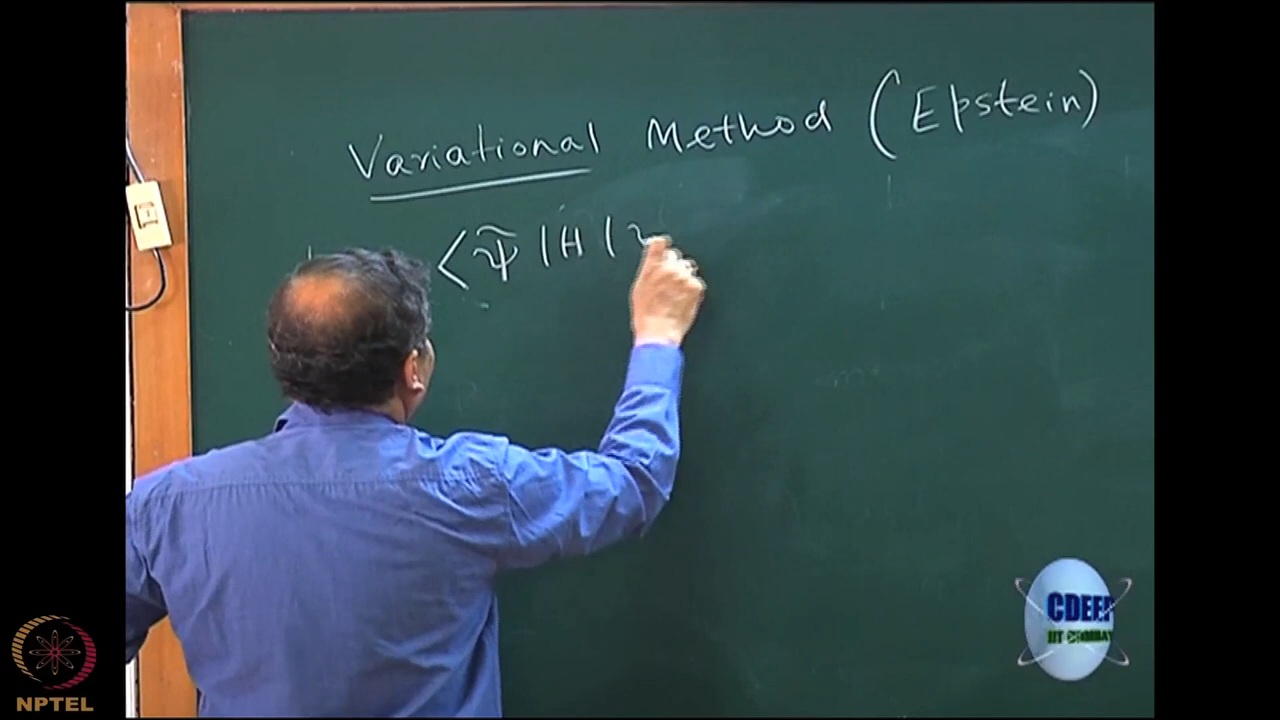 Variational Method (Epstein)
<ψ̃ |H| ψ
CDEEP
IIT BOMBAY
NPTEL